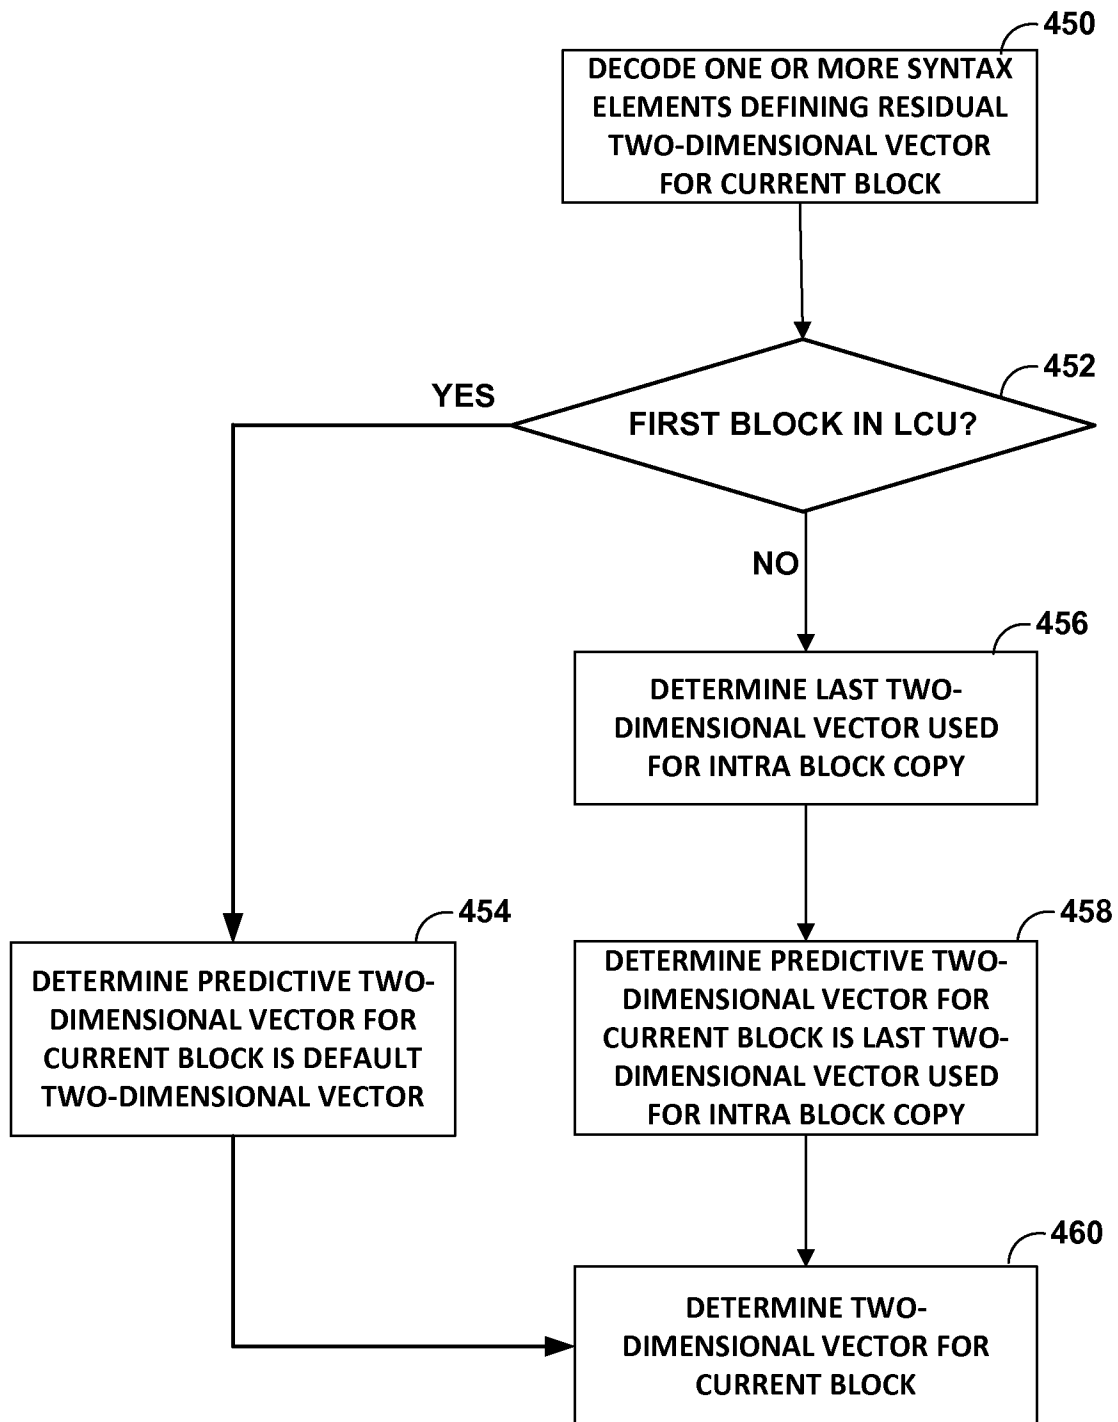 450
DECODE ONE OR MORE SYNTAX
ELEMENTS DEFINING RESIDUAL
TWO-DIMENSIONAL VECTOR
FOR CURRENT BLOCK
452
YES
FIRST BLOCK IN LCU?
NO
456
DETERMINE LAST TWO-
DIMENSIONAL VECTOR USED
FOR INTRA BLOCK COPY
454
DETERMINE PREDICTIVE TWO-
DIMENSIONAL VECTOR FOR
CURRENT BLOCK IS DEFAULT
TWO-DIMENSIONAL VECTOR
458
DETERMINE PREDICTIVE TWO-
DIMENSIONAL VECTOR FOR
CURRENT BLOCK IS LAST TWO-
DIMENSIONAL VECTOR USED
FOR INTRA BLOCK COPY
460
DETERMINE TWO-
DIMENSIONAL VECTOR FOR
CURRENT BLOCK